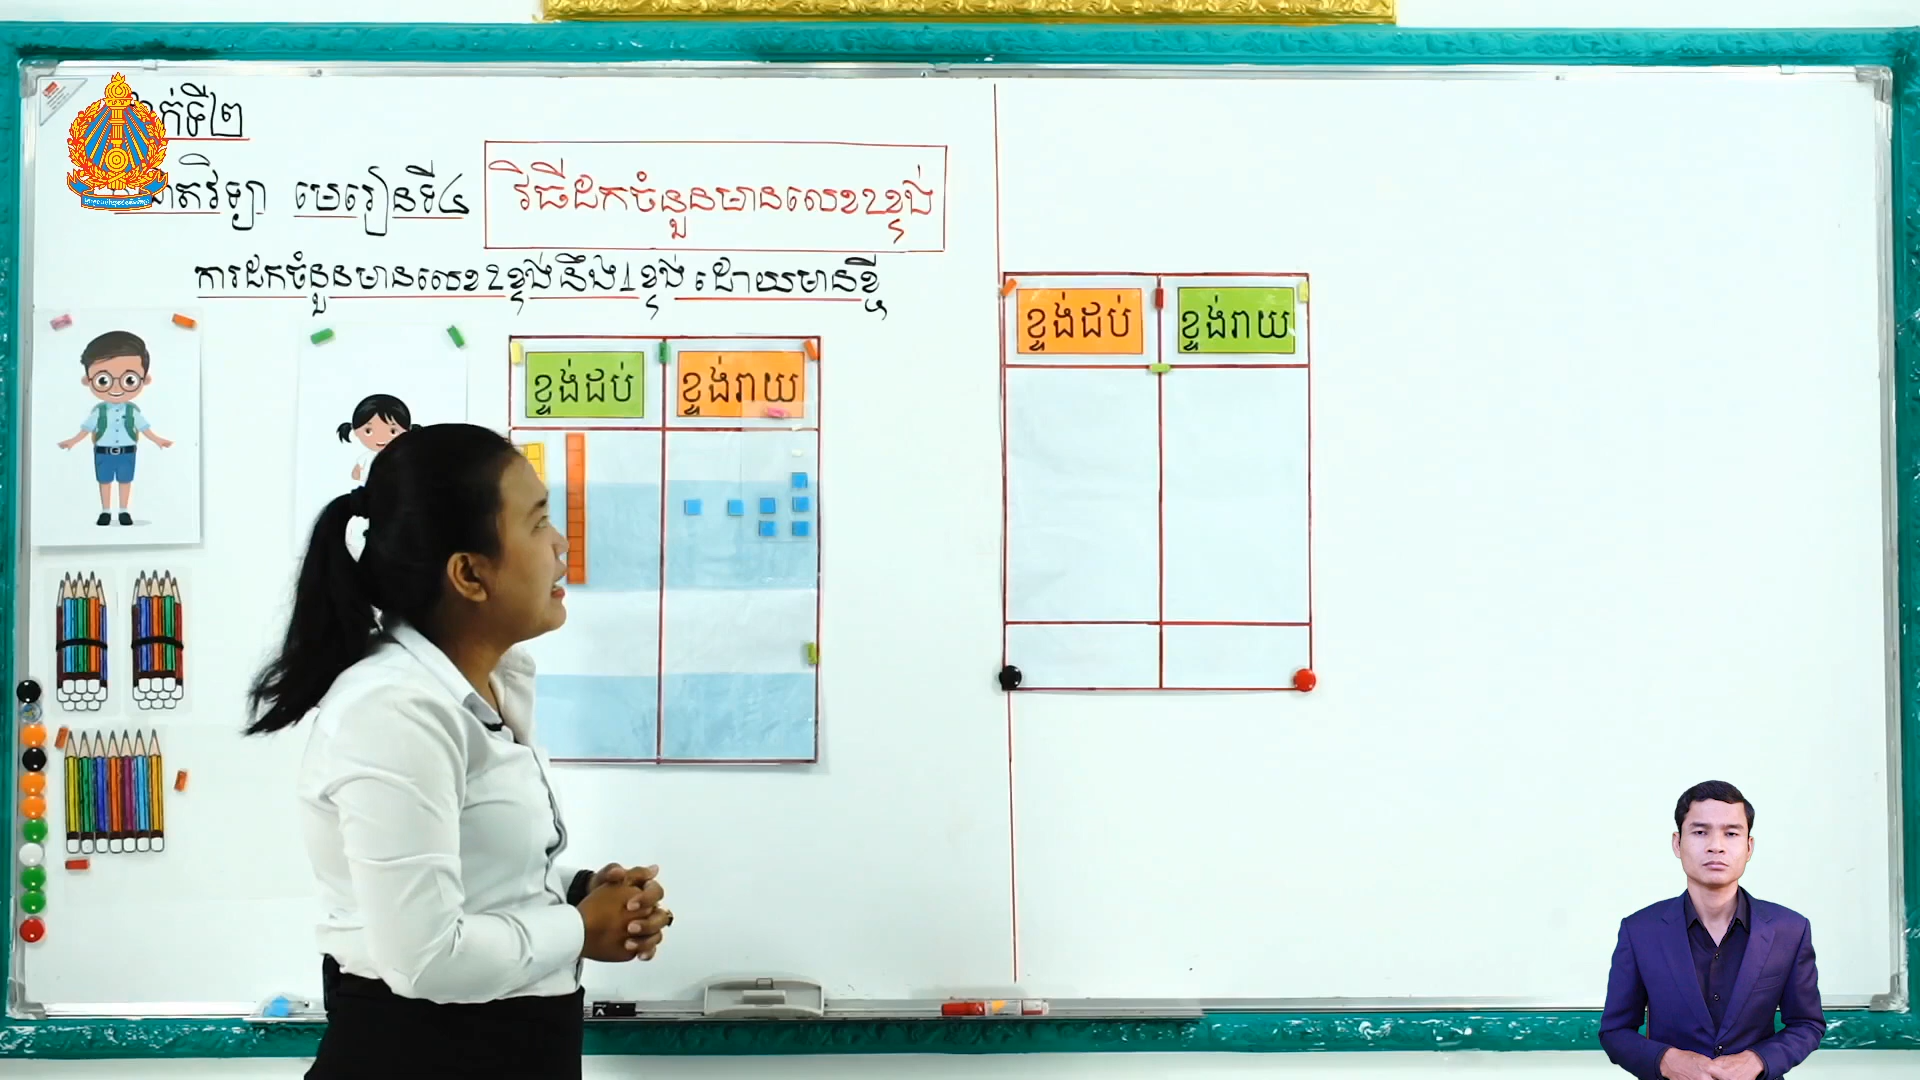 ថ្នាក់ទី២
គណិតវិទ្យា មេរៀនទី៤ វិធីដកចំនួនមានលេខ2ខ្ទង់
ការដកចំនួនមានលេខ2ខ្ទង់នឹង1ខ្ទង់ ដោយមានខ្ចី
ខ្ទង់ដប់ ខ្ទង់រាយ
ខ្ទង់ដប់ ខ្ទង់រាយ